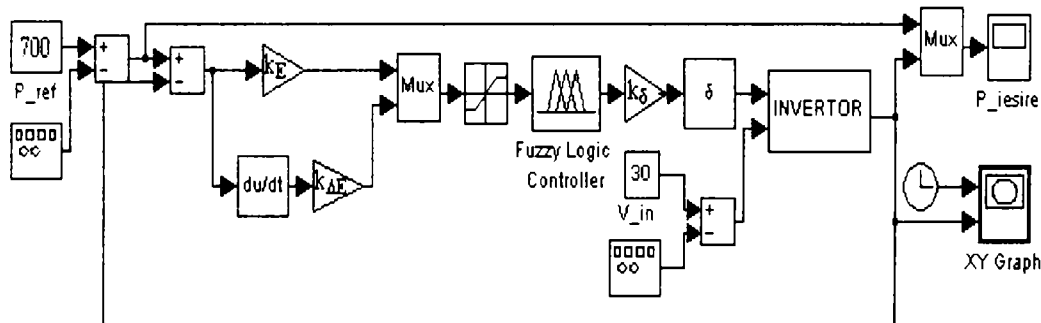 700
P_ref
+
-
+
-
kE
du/dt
kΔE
Mux
Fuzzy Logic
Controller
kδ
δ
30
V_in
+
-
INVERTOR
Mux
P_iesire
XY Graph